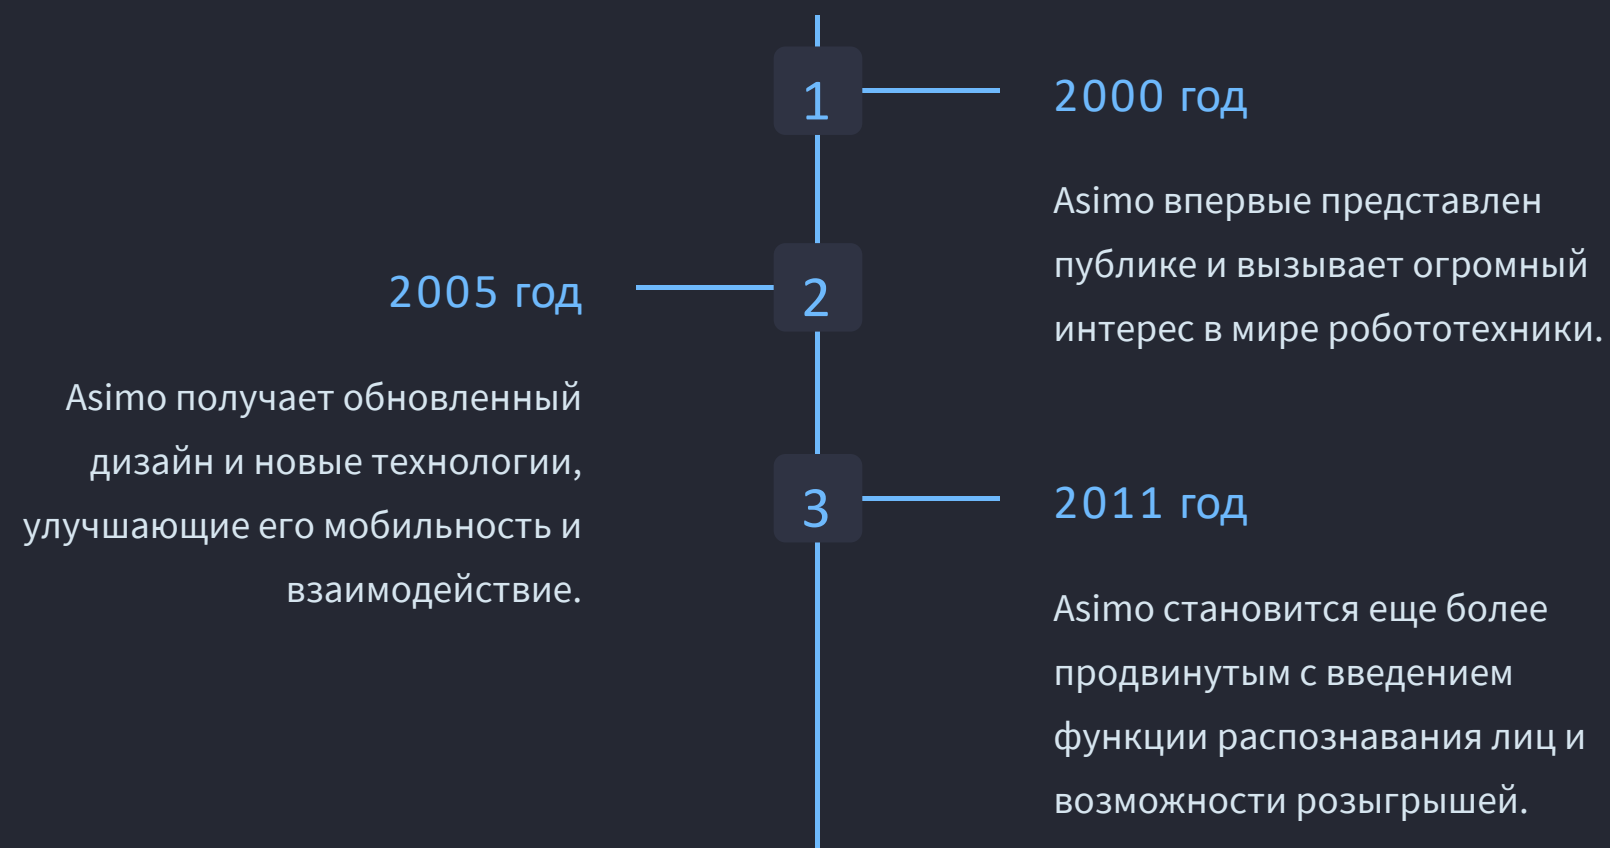 1
2000 год
Asimo впервые представлен
публике и вызывает огромный
интерес в мире робототехники.
2
2005 год
Asimo получает обновленный
дизайн и новые технологии,
улучшающие его мобильность и
взаимодействие.
3
2011 год
Asimo становится еще более
продвинутым с введением
функции распознавания лиц и
возможности розыгрышей.